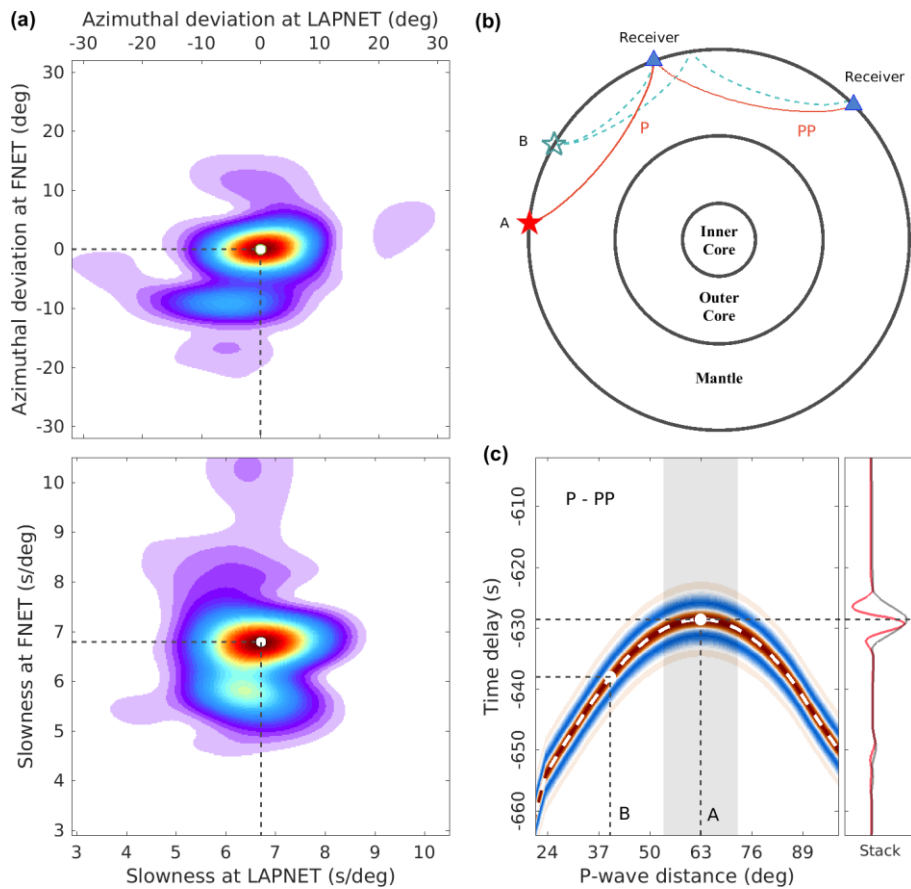 (a)
Azimuthal deviation at LAPNET (deg)
-30 -20 -10 0 10 20 30
Azimuthal deviation at FNET (deg)
30
20
10
0
-10
-20
-30
Slowness at FNET (s/deg)
10
9
8
7
6
5
4
3
3 4 5 6 7 8 9 10
Slowness at LAPNET (s/deg)
(b)
Receiver
Receiver
B
P
PP
A
Inner
Core
Outer
Core
Mantle
(c)
P - PP
Time delay (s)
-610
-620
-630
-640
-650
-660
B
A
24 37 50 63 76 89
P-wave distance (deg)
Stack